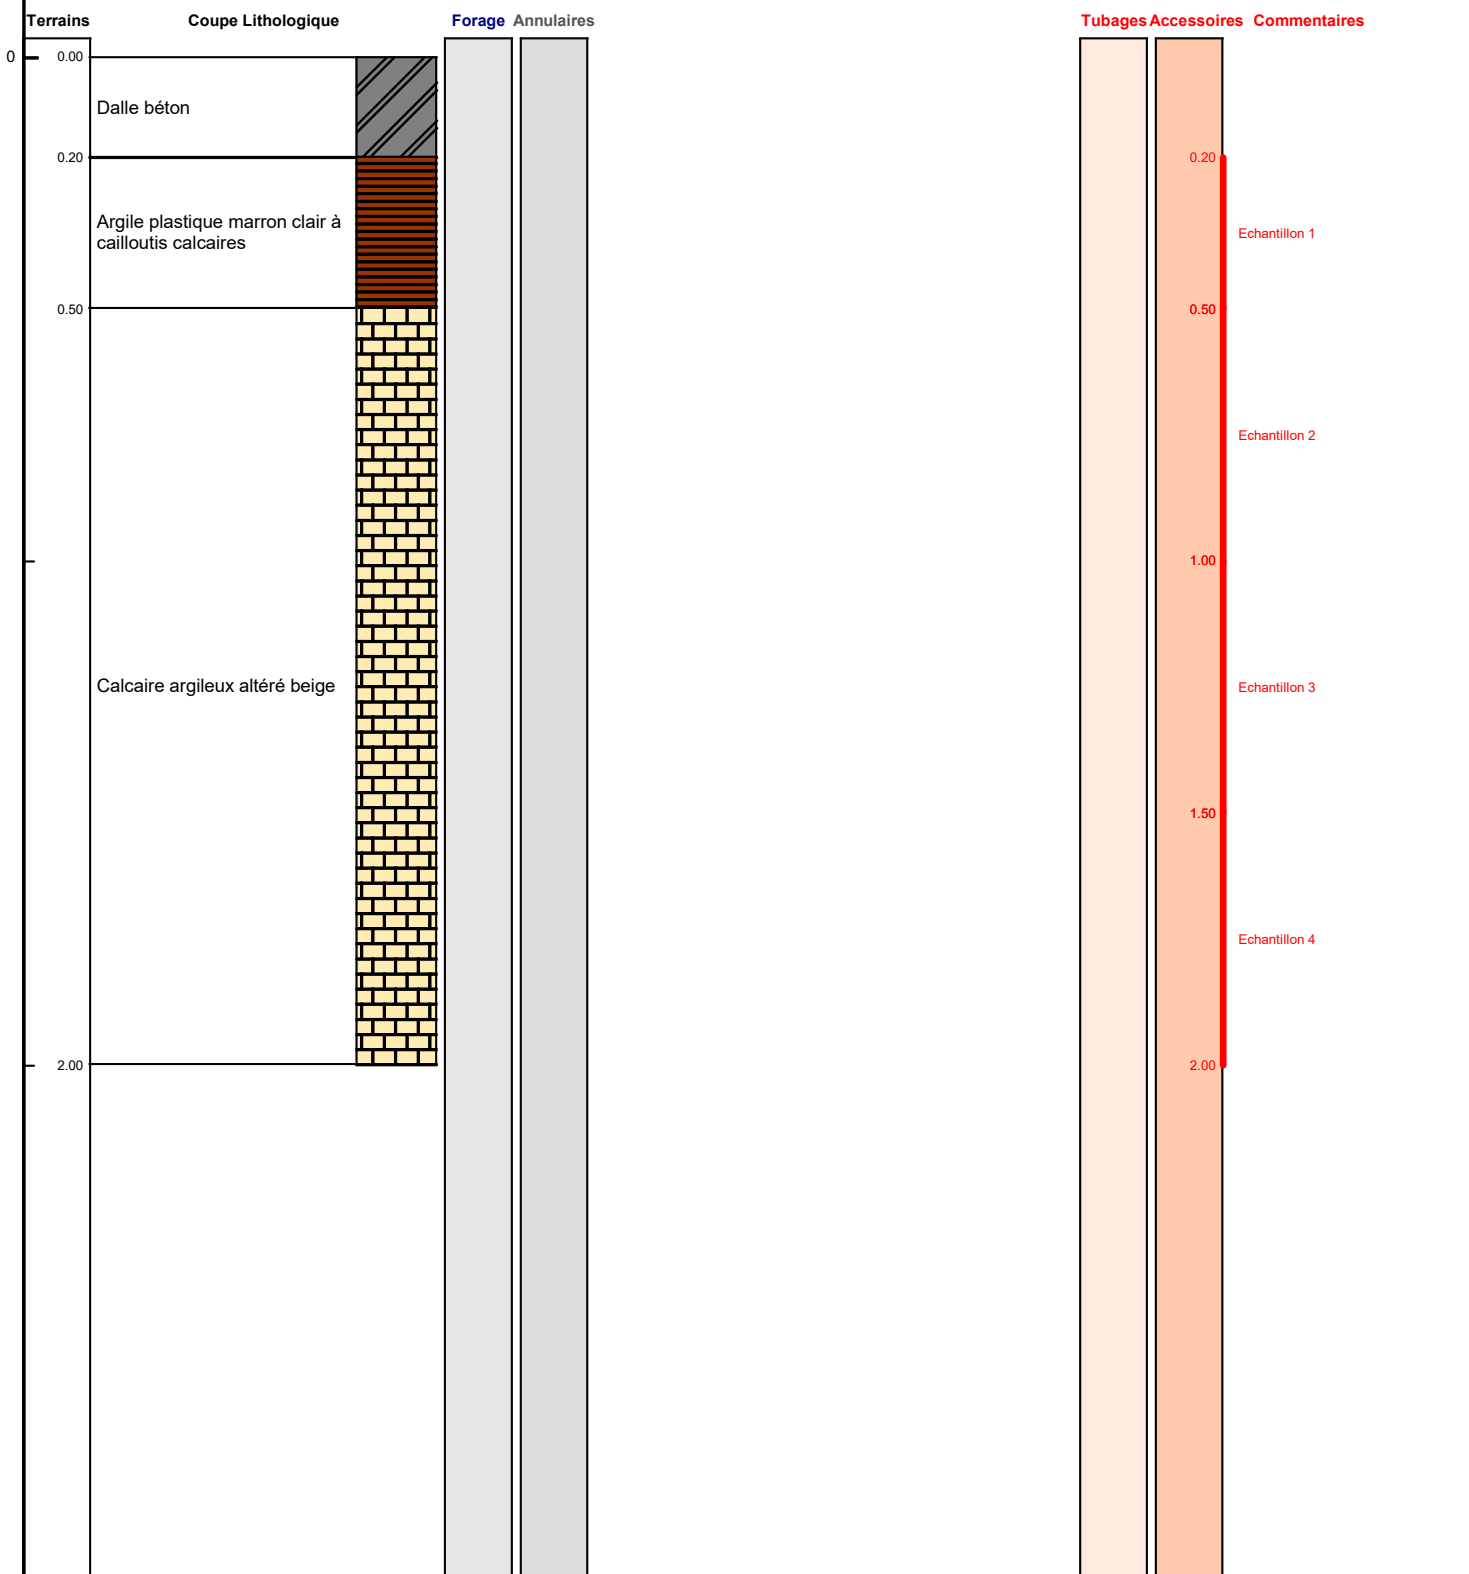 Terrains Coupe Lithologique Forage Annulaires Tubages Accessoires Commentaires
0 0.00
Dalle béton
0.20 0.20
Argile plastique marron clair à
cailloutis calcaires
Echantillon 1
0.50 0.50
Echantillon 2
1.00
Calcaire argileux altéré beige
Echantillon 3
1.50
Echantillon 4
2.00 2.00